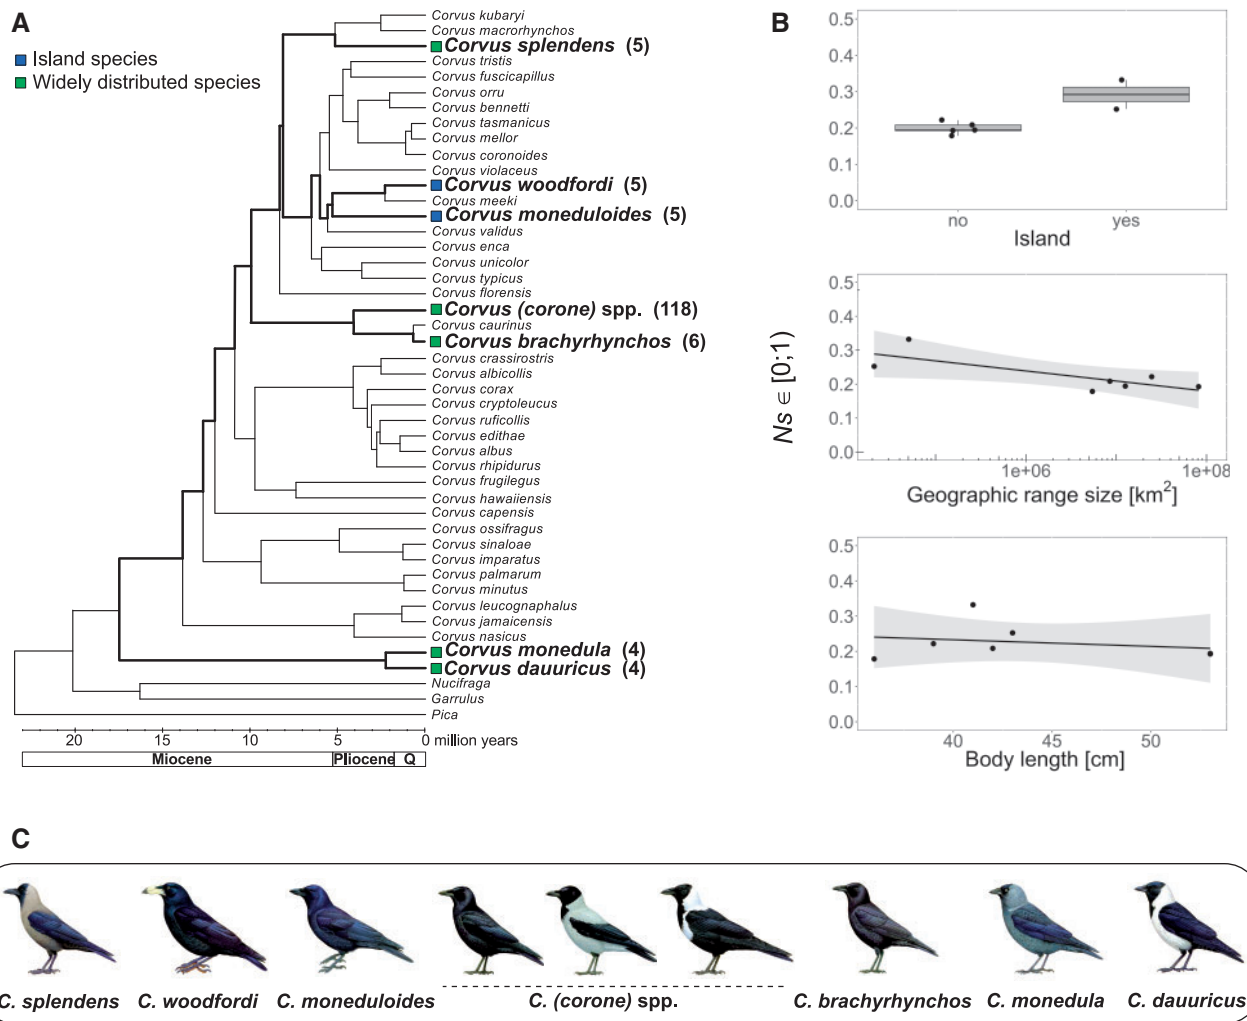 A
Island species
Widely distributed species
Corvus kubaryi
Corvus macrorhynchos
Corvus splendens (5)
Corvus tristis
Corvus fuscicapillus
Corvus orru
Corvus bennetti
Corvus tasmanicus
Corvus mellor
Corvus coronoides
Corvus violaceus
Corvus woodfordi (5)
Corvus meeki
Corvus moneduloides (5)
Corvus validus
Corvus enca
Corvus unicolor
Corvus typicus
Corvus florensis
Corvus (corone) spp. (118)
Corvus caurinus
Corvus brachyrhynchos (6)
Corvus crassirostris
Corvus albicollis
Corvus corax
Corvus cryptoleucus
Corvus ruficollis
Corvus edithae
Corvus albus
Corvus rhipidurus
Corvus frugilegus
Corvus hawaiiensis
Corvus capensis
Corvus ossifragus
Corvus sinaloae
Corvus imparatus
Corvus palmarum
Corvus minutus
Corvus leucognaphalus
Corvus jamaicensis
Corvus nasicus
Corvus monedula (4)
Corvus dauuricus (4)
Nucifraga
Garrulus
Pica
20 15 10 5 0 million years
Miocene Pliocene Q
B
0.5
0.4
0.3
0.2
0.1
0.0
no yes
Island
Ns ∈ [0;1)
0.5
0.4
0.3
0.2
0.1
0.0
1e+06 1e+08
Geographic range size [km²]
0.5
0.4
0.3
0.2
0.1
0.0
40 45 50
Body length [cm]
C
C. splendens C. woodfordi C. moneduloides C. (corone) spp. C. brachyrhynchos C. monedula C. dauuricus